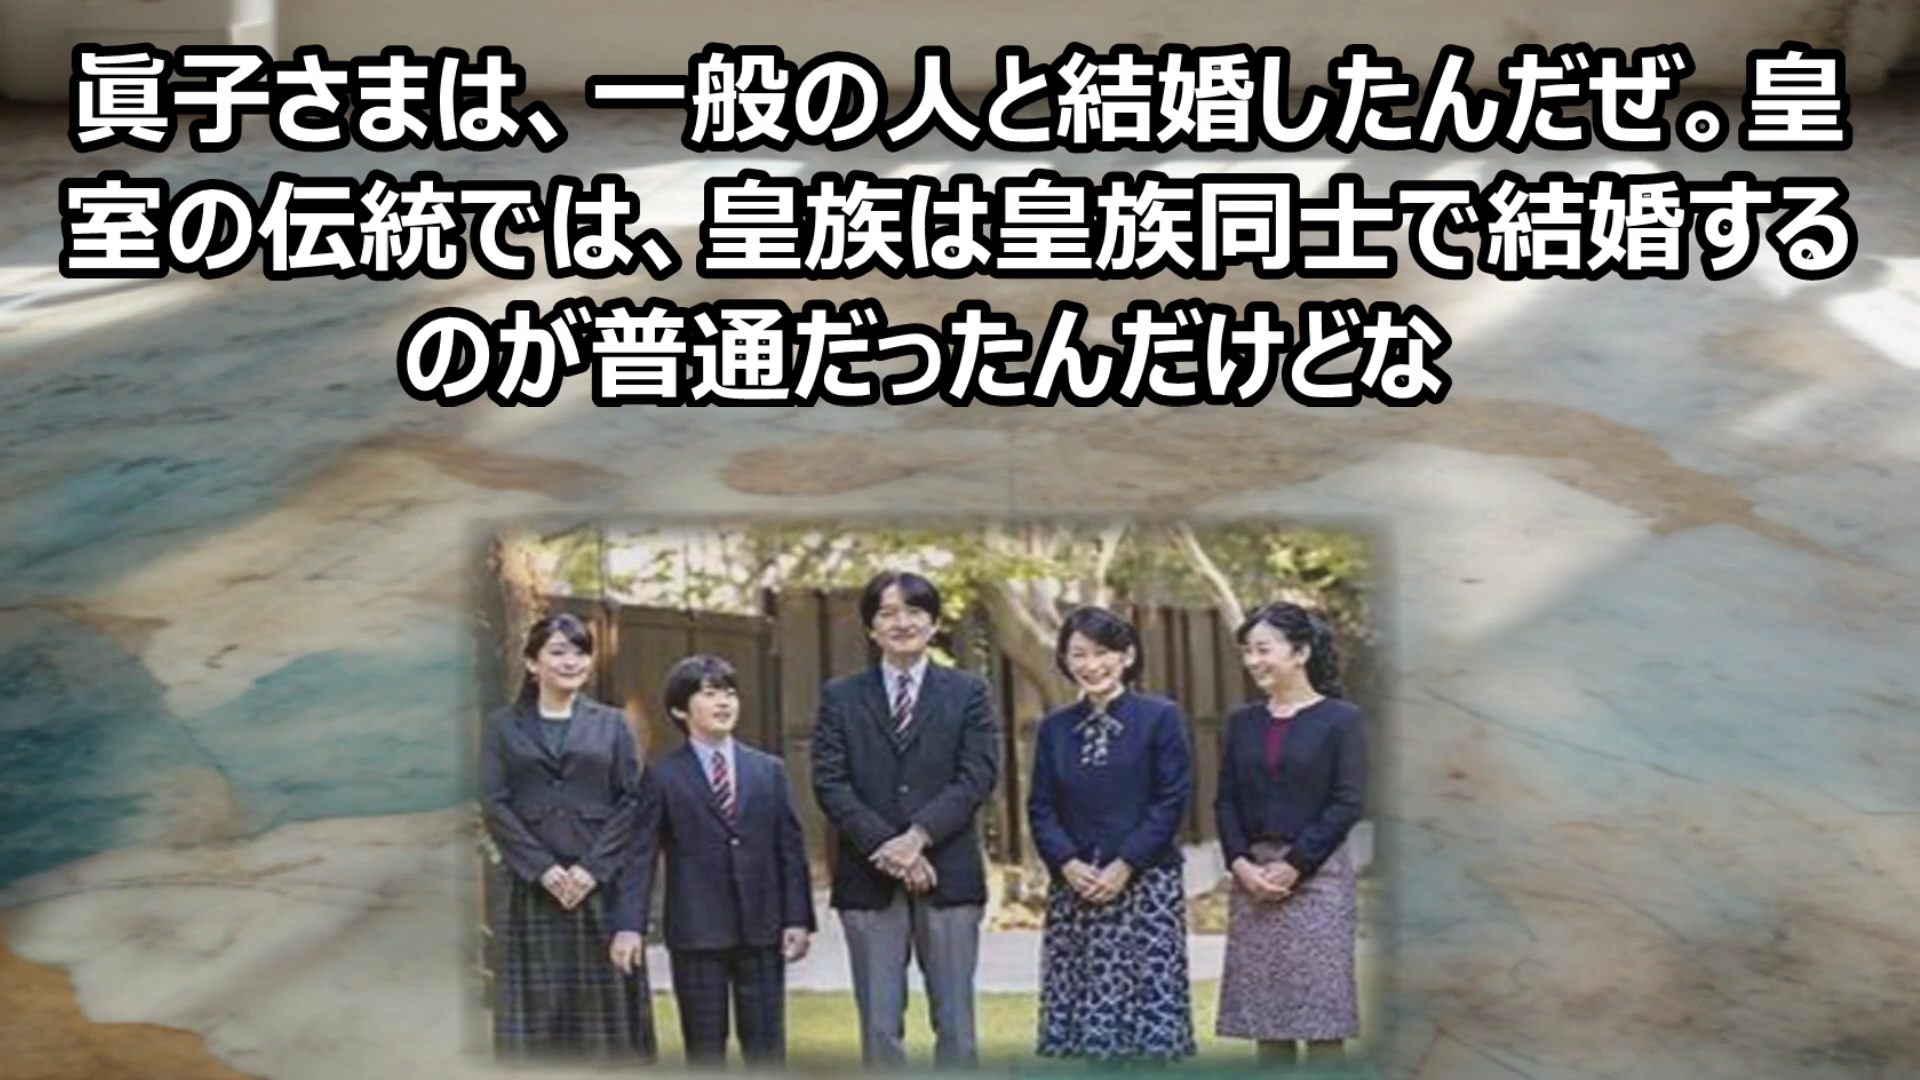 眞子さまは、一般の人と結婚したんだぜ。皇
室の伝統では、皇族は皇族同士で結婚する
のが普通だったんだけどな